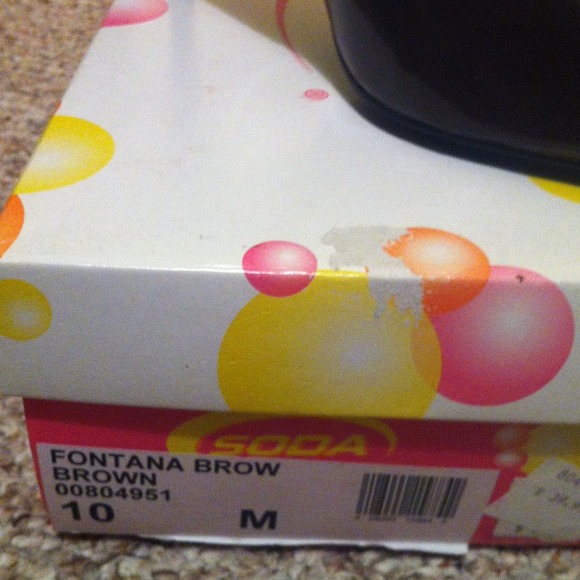 ®
SODA
FONTANA BROW
BROWN
00804951
10 M